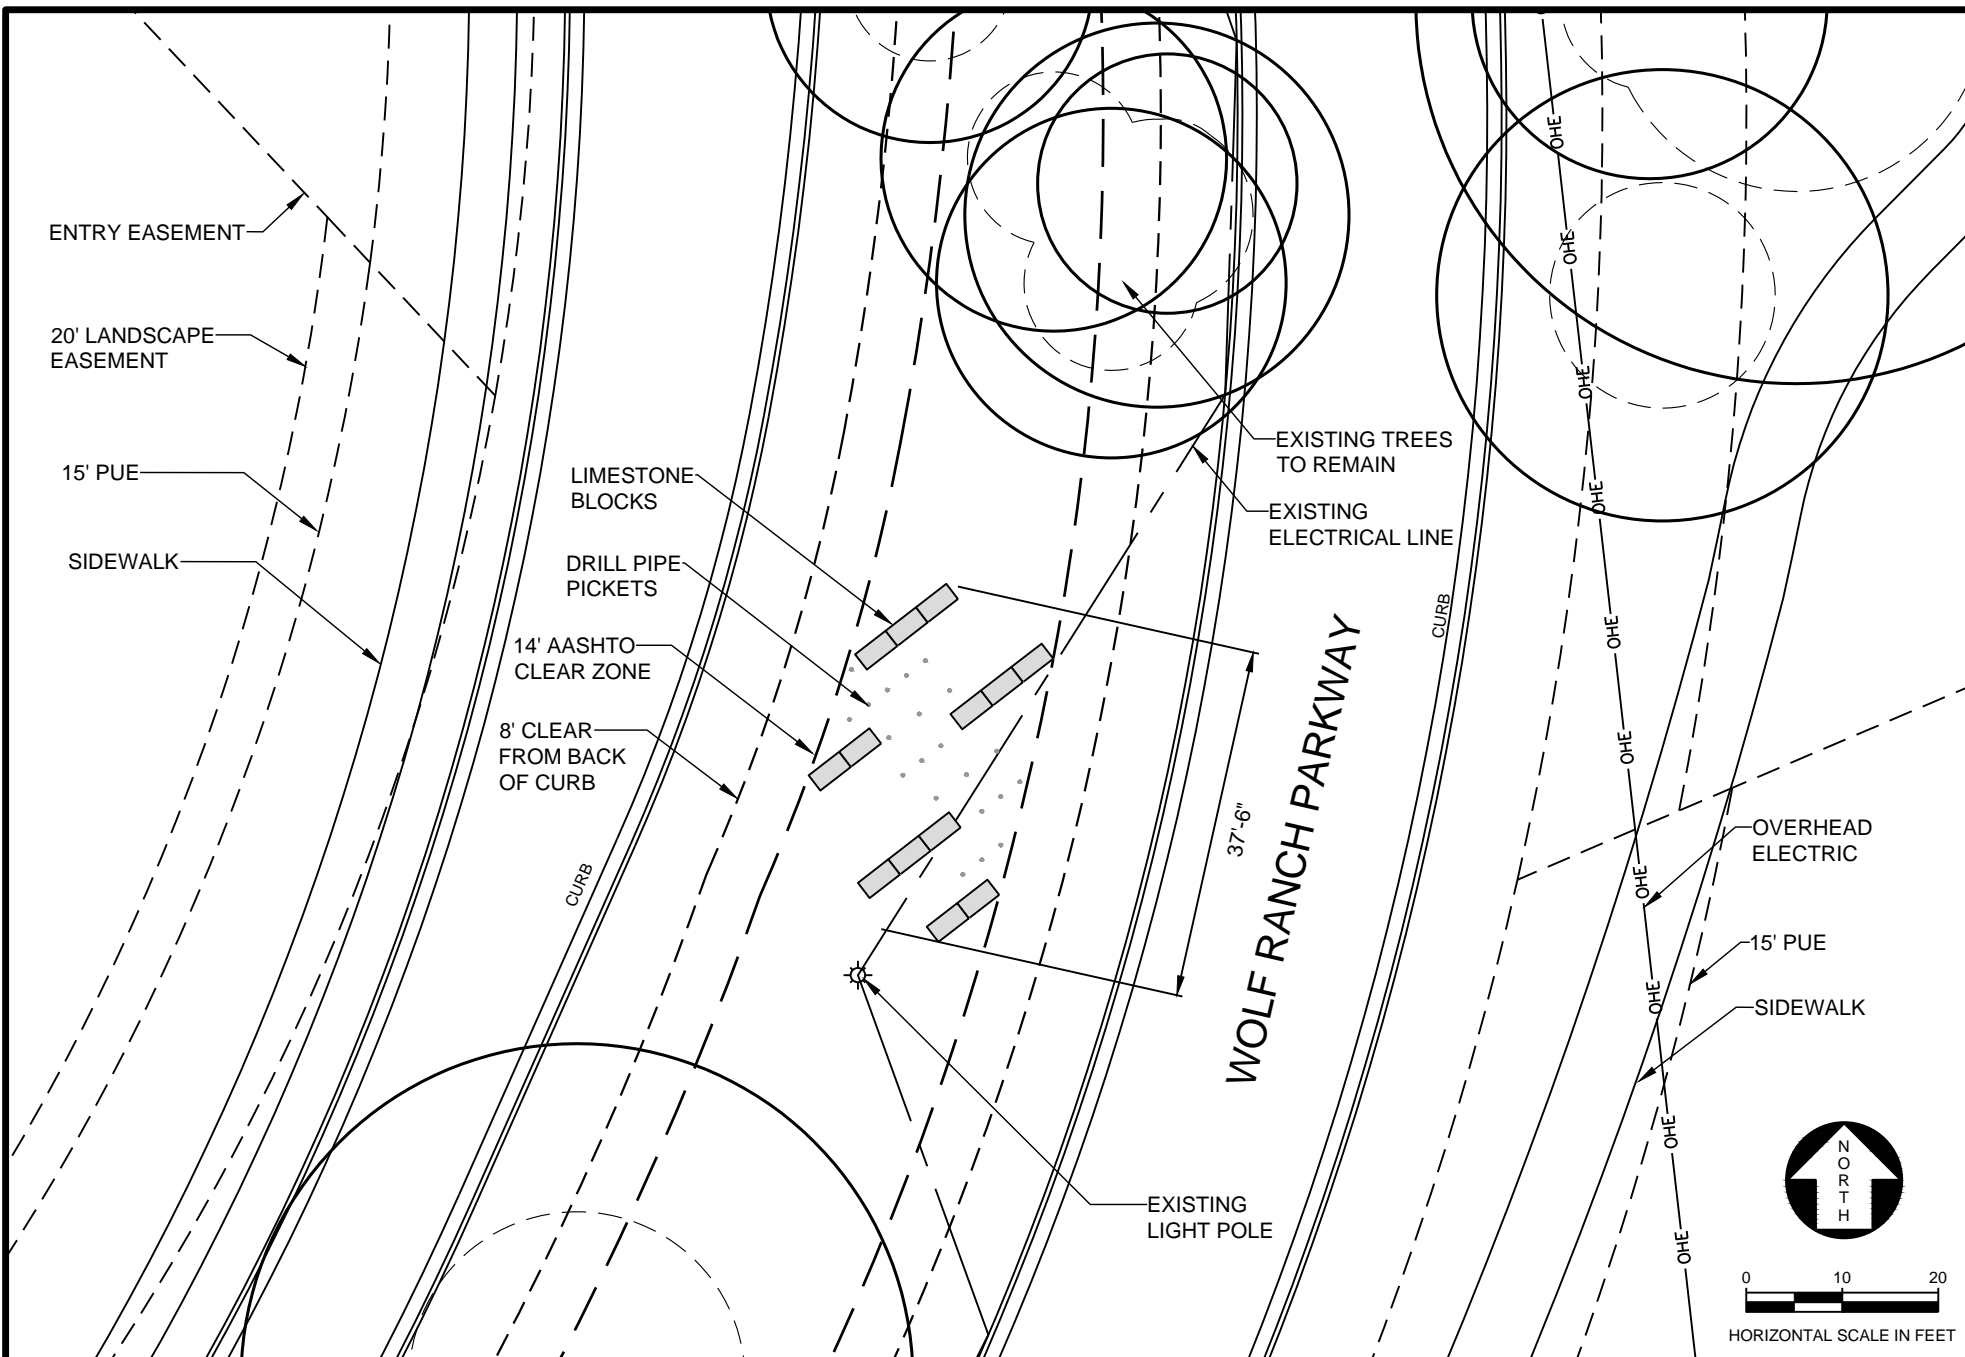 ENTRY EASEMENT
20' LANDSCAPE
EASEMENT
15' PUE
SIDEWALK
LIMESTONE
BLOCKS
DRILL PIPE
PICKETS
14' AASHTO
CLEAR ZONE
8' CLEAR
FROM BACK
OF CURB
CURB
EXISTING TREES
TO REMAIN
EXISTING
ELECTRICAL LINE
CURB
37'-6"
WOLF RANCH PARKWAY
EXISTING
LIGHT POLE
OHE
OHE
OHE
OHE
OHE
OHE
OHE
OHE
OHE
OHE
OVERHEAD
ELECTRIC
15' PUE
SIDEWALK
NORTH
0 10 20
HORIZONTAL SCALE IN FEET